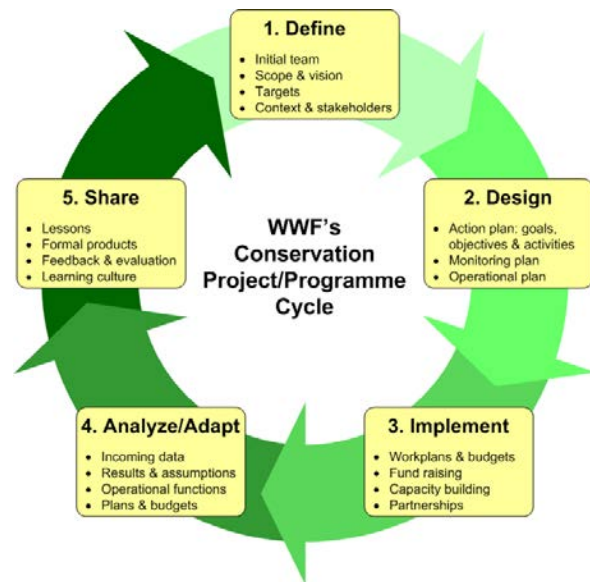 1. Define
• Initial team
• Scope & vision
• Targets
• Context & stakeholders
2. Design
• Action plan: goals,
objectives & activities
• Monitoring plan
• Operational plan
3. Implement
• Workplans & budgets
• Fund raising
• Capacity building
• Partnerships
4. Analyze/Adapt
• Incoming data
• Results & assumptions
• Operational functions
• Plans & budgets
5. Share
• Lessons
• Formal products
• Feedback & evaluation
• Learning culture
WWF's
Conservation
Project/Programme
Cycle